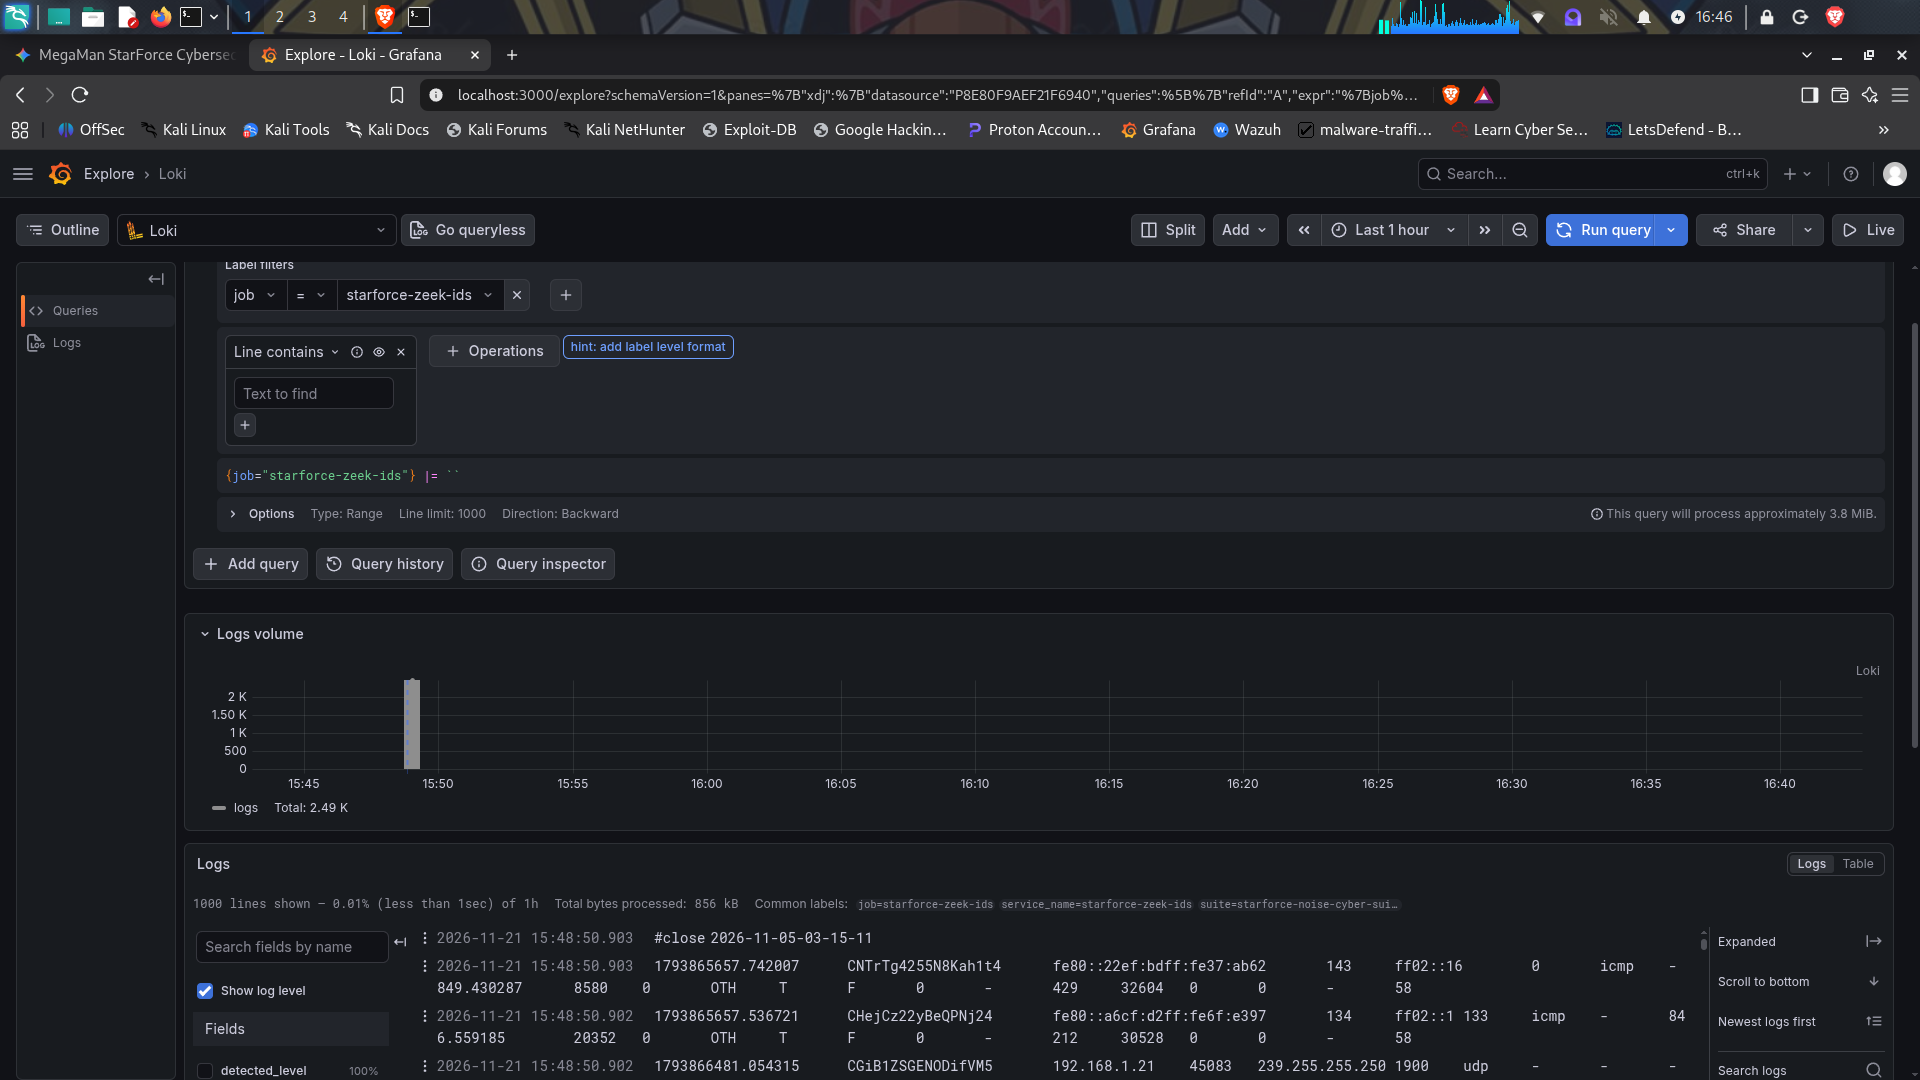 1 2 3 4 16:46
MegaMan StarForce Cyberse
Explore - Loki - Grafana
localhost:3000/explore?schemaVersion=1&panes=%7B"xdj":%7B"datasource":"P8E80F9AEF21F6940","queries":%5B%7B"refId":"A","expr":"%7Bjob%...
OffSec Kali Linux Kali Tools Kali Docs Kali Forums Kali NetHunter Exploit-DB Google Hackin... Proton Accoun... Grafana Wazuh malware-traffi... Learn Cyber Se... LetsDefend - B...
Explore › Loki Search... ctrl+k
Outline Loki Go queryless Split Add Last 1 hour Run query Share Live
Label filters
job = starforce-zeek-ids
Queries
Logs
Line contains
Operations
hint: add label level format
Text to find
{job="starforce-zeek-ids"} |= ``
Options Type: Range Line limit: 1000 Direction: Backward This query will process approximately 3.8 MiB.
Add query Query history Query inspector
Logs volume
Loki
2 K
1.50 K
1 K
500
0
15:45 15:50 15:55 16:00 16:05 16:10 16:15 16:20 16:25 16:30 16:35 16:40
logs Total: 2.49 K
Logs
Logs Table
1000 lines shown — 0.01% (less than 1sec) of 1h Total bytes processed: 856 kB Common labels: job=starforce-zeek-ids service_name=starforce-zeek-ids suite=starforce-noise-cyber-sui…
Search fields by name
Show log level
Fields
detected_level 100%
2026-11-21 15:48:50.903 #close 2026-11-05-03-15-11
2026-11-21 15:48:50.903 1793865657.742007 CNTrTg4255N8Kah1t4 fe80::22ef:bdff:fe37:ab62 143 ff02::16 0 icmp -
849.430287 8580 0 OTH T F 0 - 429 32604 0 0 - 58
2026-11-21 15:48:50.902 1793865657.536721 CHejCz22yBeQPNj24 fe80::a6cf:d2ff:fe6f:e397 134 ff02::1 133 icmp - 84
6.559185 20352 0 OTH T F 0 - 212 30528 0 0 - 58
2026-11-21 15:48:50.902 1793866481.054315 CGiB1ZSGENODifVM5 192.168.1.21 45083 239.255.255.250 1900 udp - - -
Expanded
Scroll to bottom
Newest logs first
Search logs